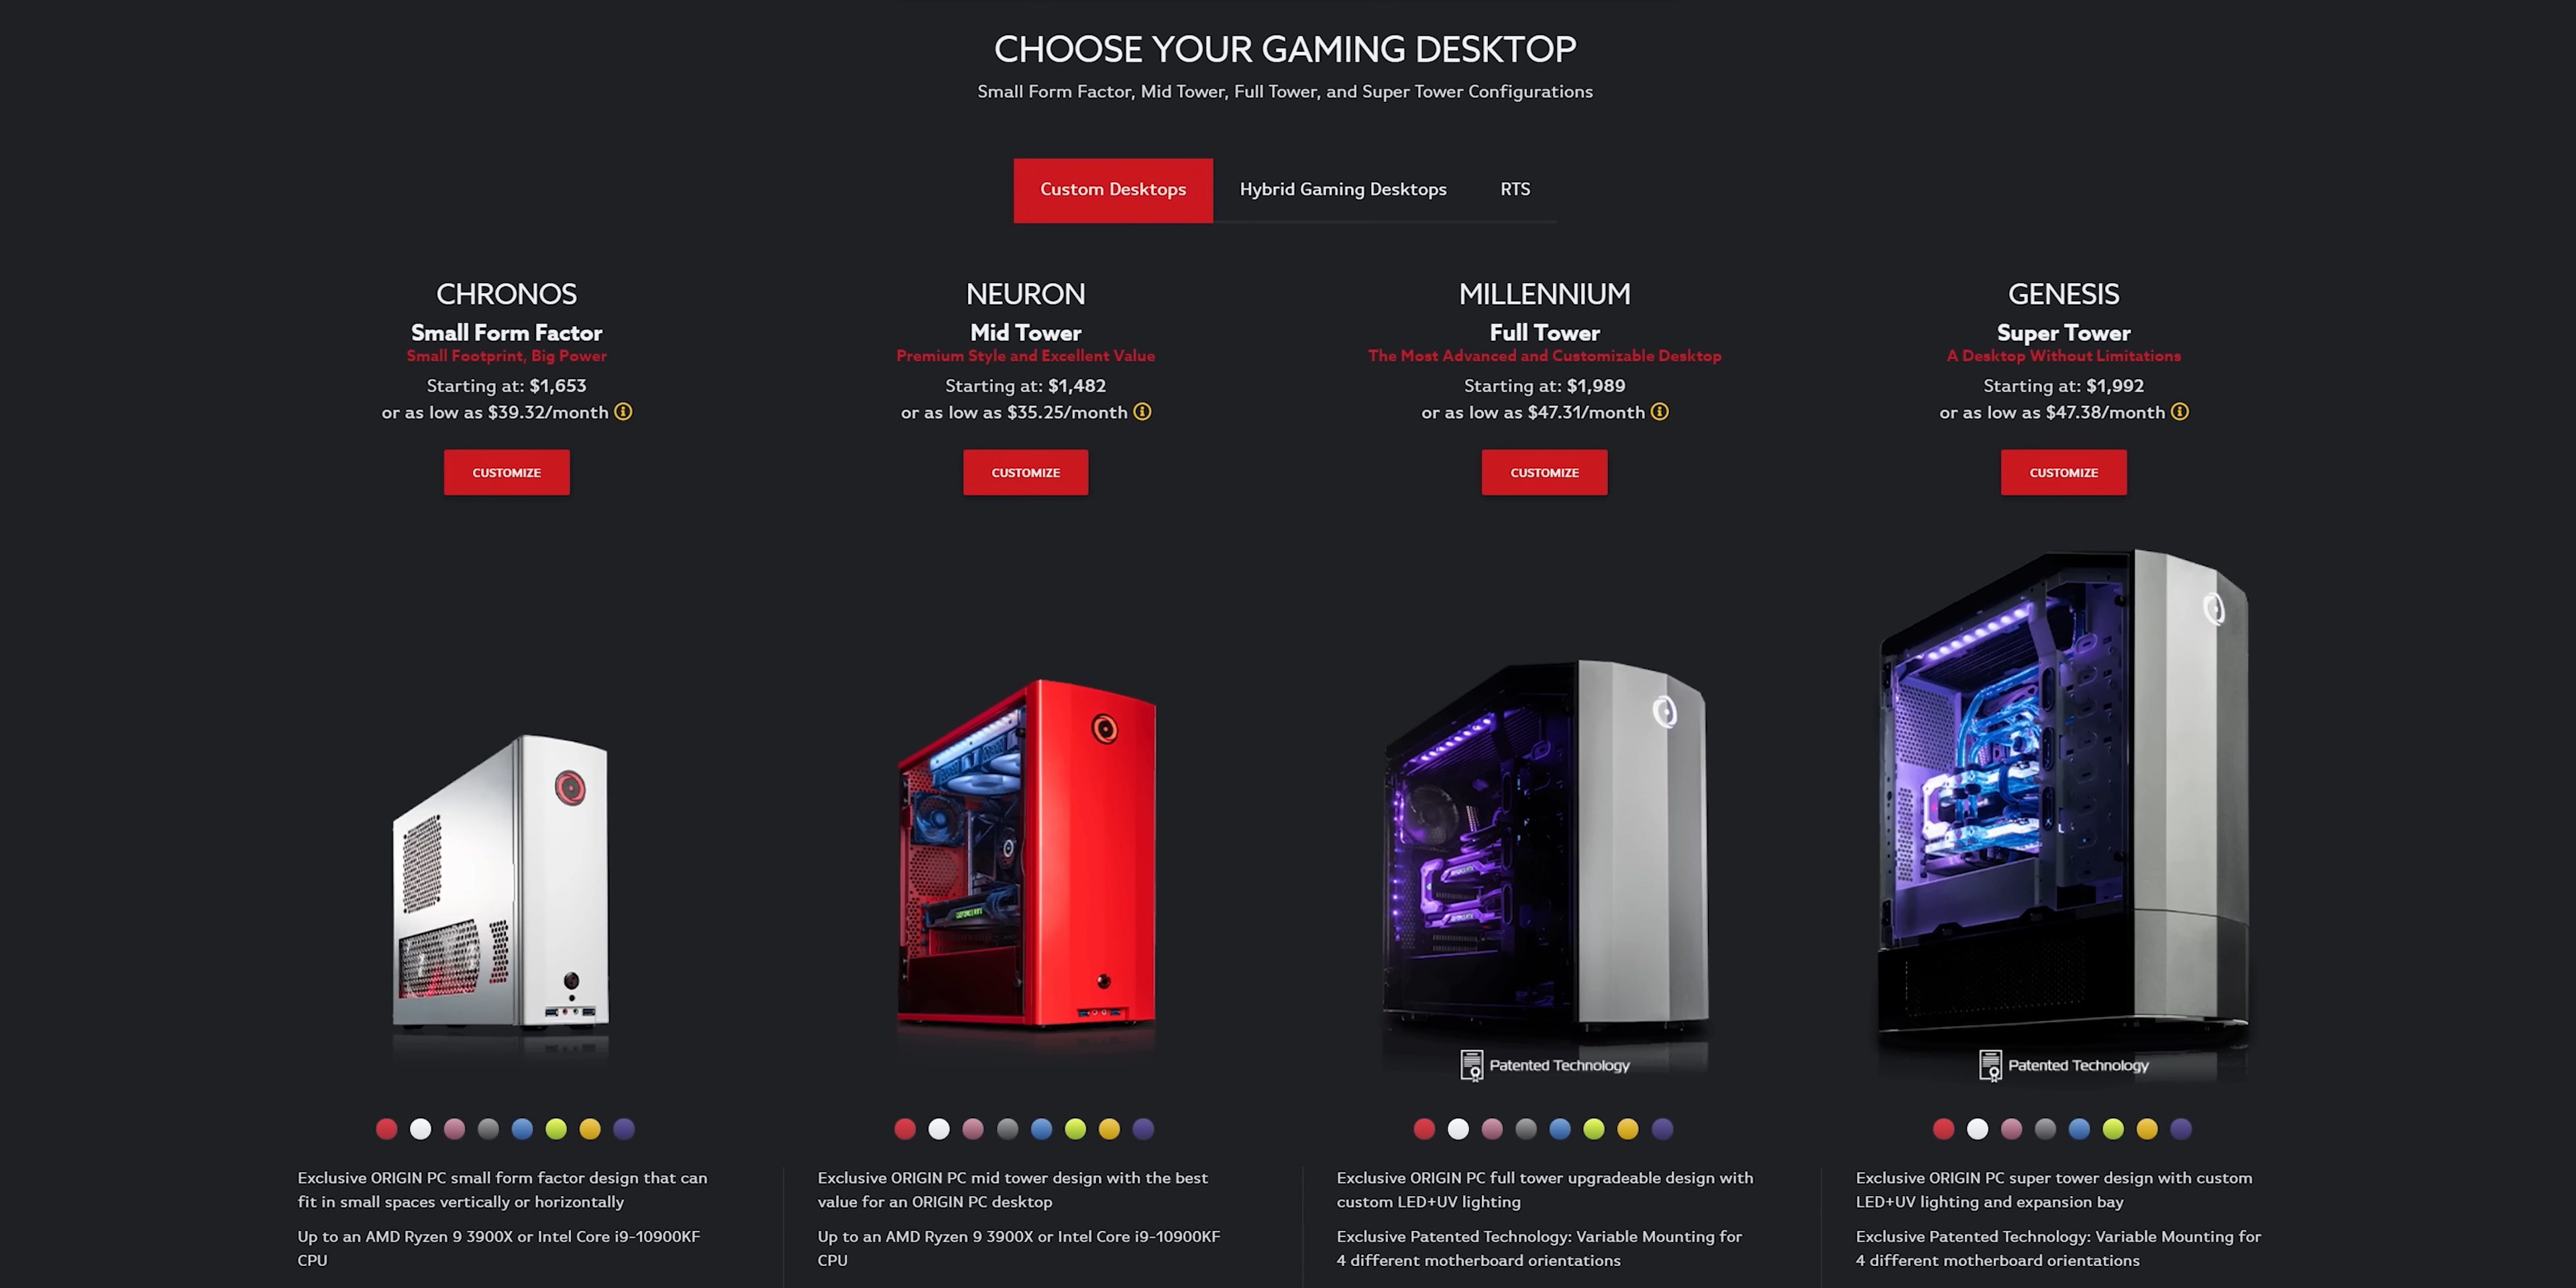 CHOOSE YOUR GAMING DESKTOP
Small Form Factor, Mid Tower, Full Tower, and Super Tower Configurations
Custom Desktops
Hybrid Gaming Desktops
RTS
CHRONOS
Small Form Factor
Small Footprint, Big Power
Starting at: $1,653
or as low as $39.32/month
CUSTOMIZE
Exclusive ORIGIN PC small form factor design that can
fit in small spaces vertically or horizontally
Up to an AMD Ryzen 9 3900X or Intel Core i9-10900KF
CPU
NEURON
Mid Tower
Premium Style and Excellent Value
Starting at: $1,482
or as low as $35.25/month
CUSTOMIZE
Exclusive ORIGIN PC mid tower design with the best
value for an ORIGIN PC desktop
Up to an AMD Ryzen 9 3900X or Intel Core i9-10900KF
CPU
MILLENNIUM
Full Tower
The Most Advanced and Customizable Desktop
Starting at: $1,989
or as low as $47.31/month
CUSTOMIZE
Patented Technology
Exclusive ORIGIN PC full tower upgradeable design with
custom LED+UV lighting
Exclusive Patented Technology: Variable Mounting for
4 different motherboard orientations
GENESIS
Super Tower
A Desktop Without Limitations
Starting at: $1,992
or as low as $47.38/month
CUSTOMIZE
Patented Technology
Exclusive ORIGIN PC super tower design with custom
LED+UV lighting and expansion bay
Exclusive Patented Technology: Variable Mounting for
4 different motherboard orientations